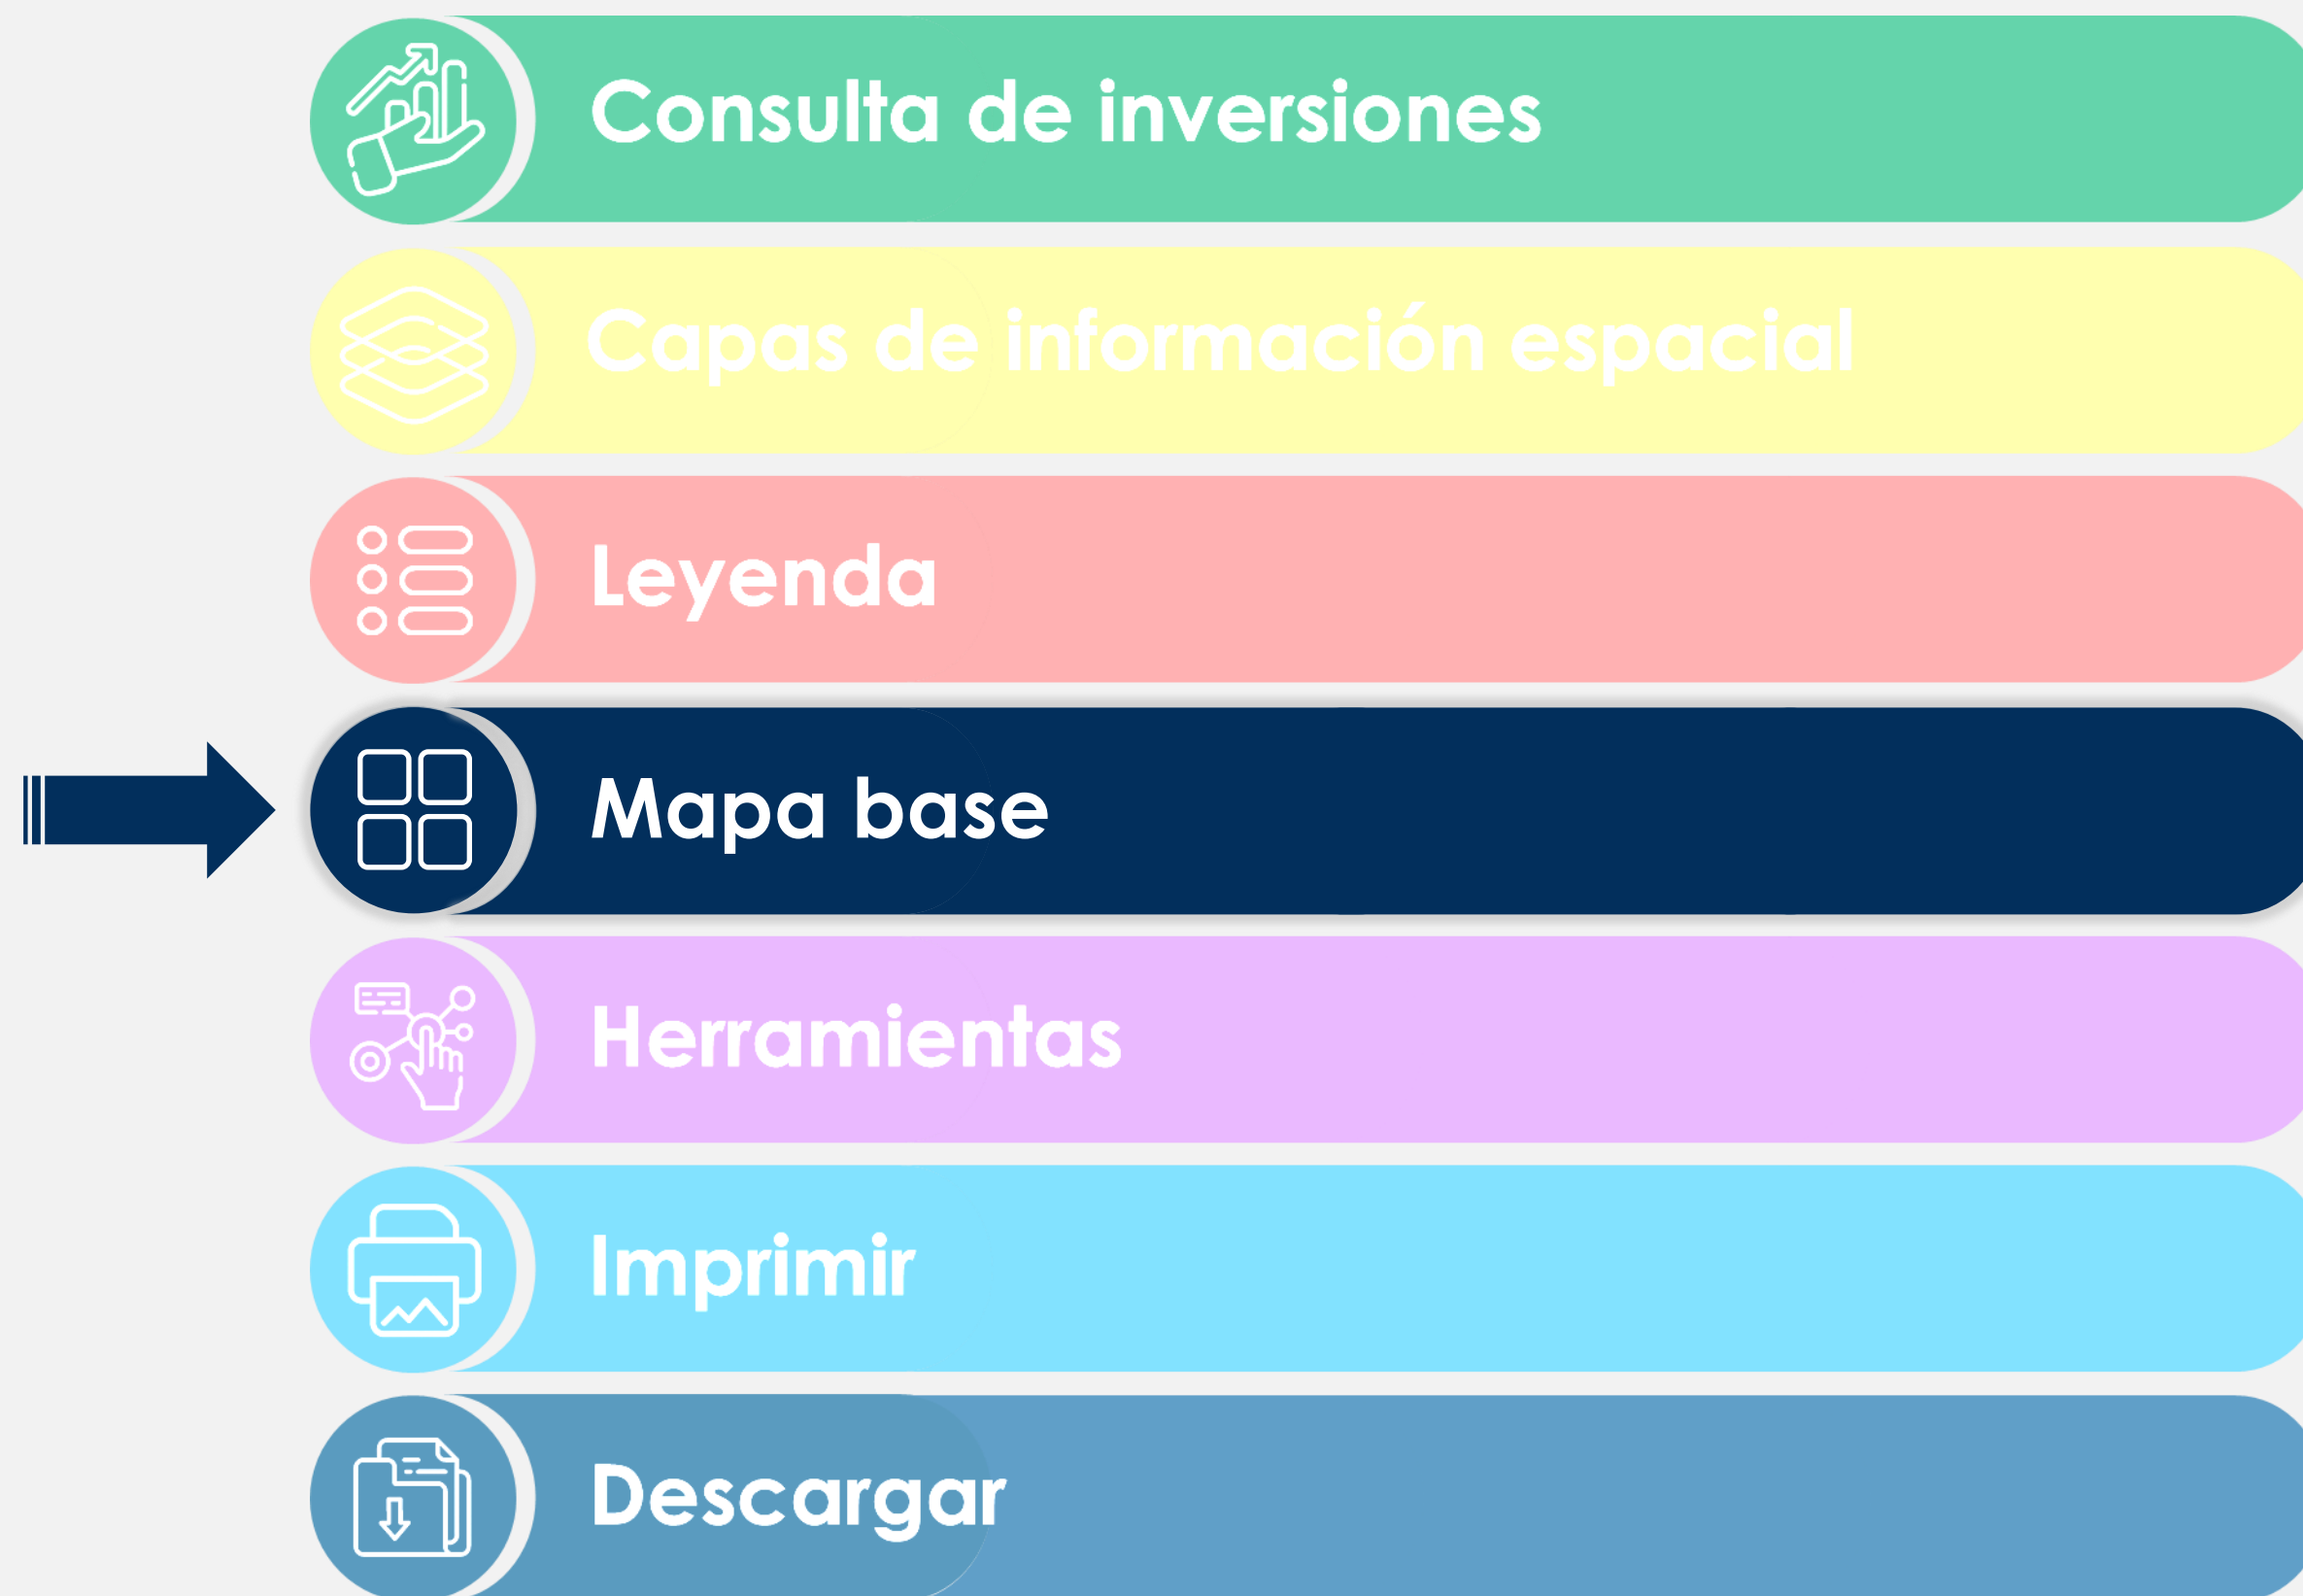 Consulta de inversiones
Capas de información espacial
Leyenda
Mapa base
Herramientas
Imprimir
Descargar